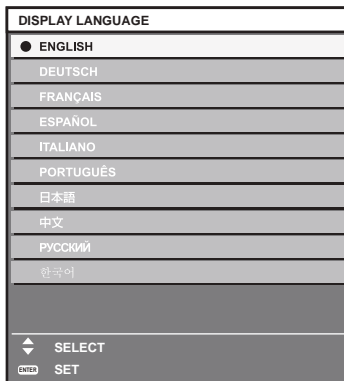 DISPLAY LANGUAGE
ENGLISH
DEUTSCH
FRANÇAIS
ESPAÑOL
ITALIANO
PORTUGUÊS
日本語
中文
РУССКИЙ
한국어
SELECT
ENTER SET